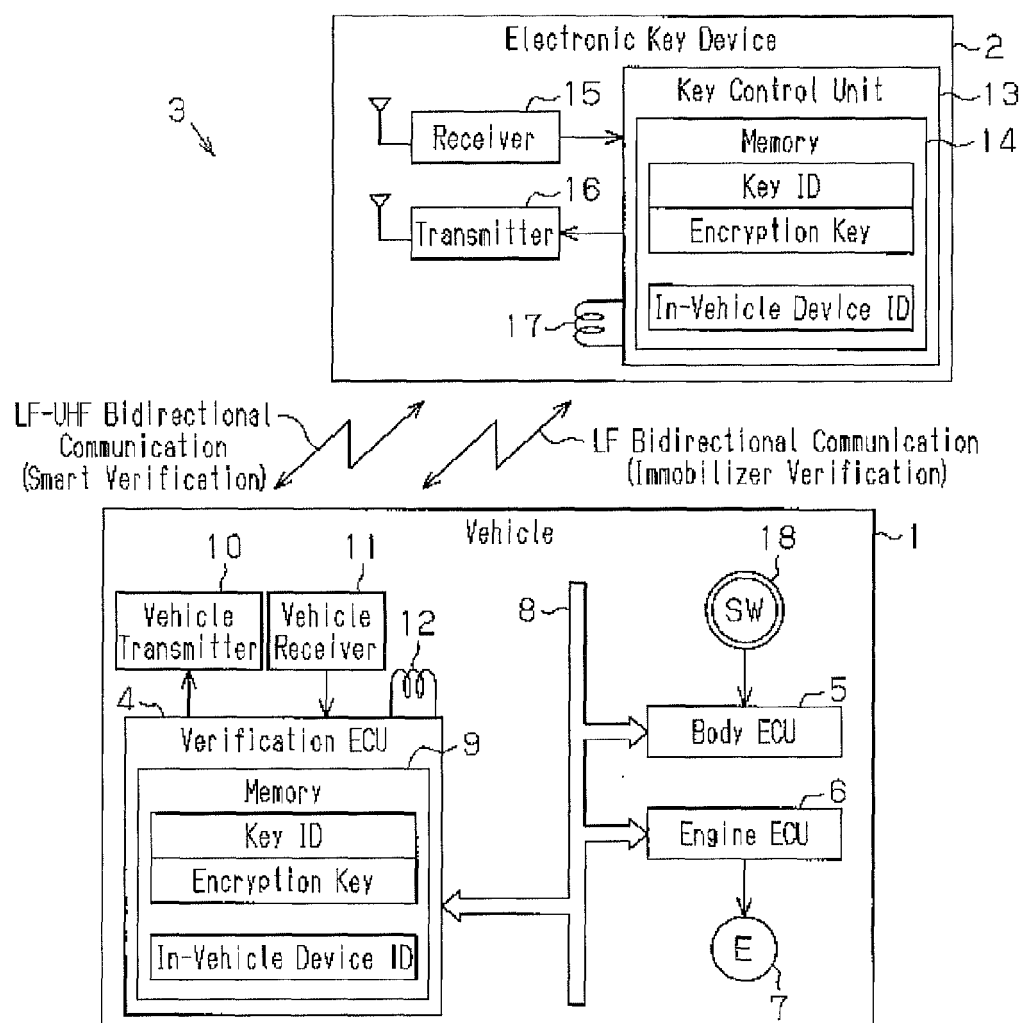 Electronic Key Device
2
3
15
Receiver
16
Transmitter
17
Key Control Unit
13
Memory
14
Key ID
Encryption Key
In-Vehicle Device ID
LF-UHF Bidirectional
Communication
(Smart Verification)
LF Bidirectional Communication
(Immobilizer Verification)
Vehicle
1
10
Vehicle
Transmitter
11
Vehicle
Receiver
12
4
Verification ECU
9
Memory
Key ID
Encryption Key
In-Vehicle Device ID
8
18
SW
5
Body ECU
6
Engine ECU
E
7